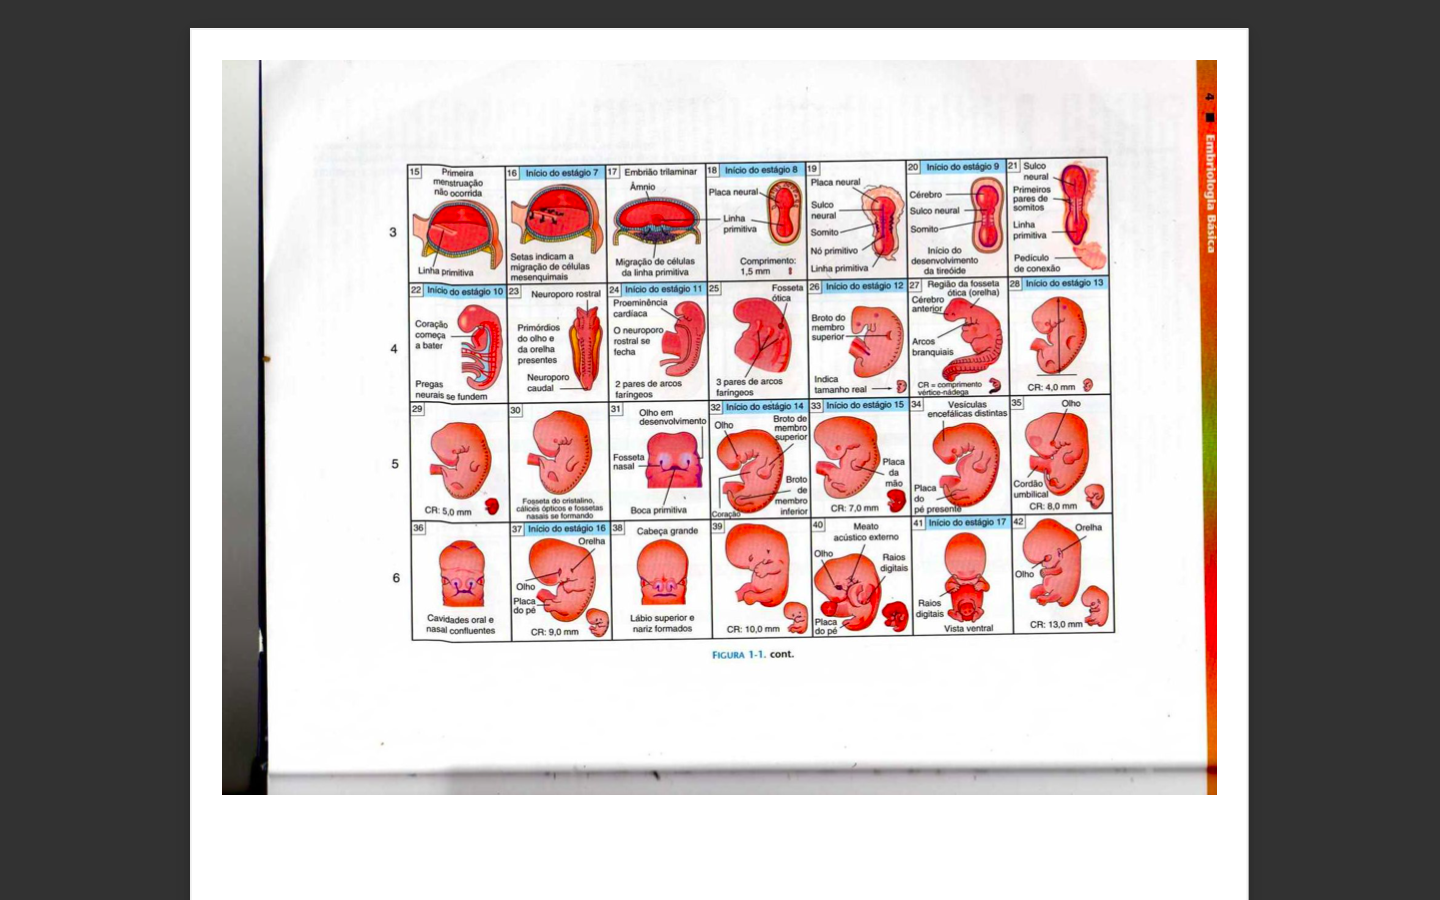 4 ■ Embriologia Básica
3
15
Primeira
menstruação
não ocorrida
Linha primitiva
16 Início do estágio 7
Setas indicam a
migração de células
mesenquimais
17 Embrião trilaminar
Âmnio
Migração de células
da linha primitiva
18 Início do estágio 8
Placa neural
Linha
primitiva
Comprimento:
1,5 mm
19
Placa neural
Sulco
neural
Somito
Nó primitivo
Linha primitiva
20 Início do estágio 9
Cérebro
Sulco neural
Somito
Início do
desenvolvimento
da tireóide
21 Sulco
neural
Primeiros
pares de
somitos
Linha
primitiva
Pedículo
de conexão
4
22 Início do estágio 10
Coração
começa
a bater
Pregas
neurais se fundem
23 Neuroporo rostral
Primórdios
do olho e
da orelha
presentes
Neuroporo
caudal
24 Início do estágio 11
Proeminência
cardíaca
O neuroporo
rostral se
fecha
2 pares de arcos
faríngeos
25 Fosseta
ótica
3 pares de arcos
faríngeos
26 Início do estágio 12
Broto do
membro
superior
Indica
tamanho real
27 Região da fosseta
ótica (orelha)
Cérebro
anterior
Arcos
branquiais
CR = comprimento
vértice-nádega
28 Início do estágio 13
CR: 4,0 mm
5
29
CR: 5,0 mm
30
Fosseta do cristalino,
cálices ópticos e fossetas
nasais se formando
31
Olho em
desenvolvimento
Fosseta
nasal
Boca primitiva
32 Início do estágio 14
Olho
Broto de
membro
superior
Broto
de
membro
inferior
Coração
33 Início do estágio 15
Placa
da
mão
CR: 7,0 mm
34 Vesículas
encefálicas distintas
Placa
do
pé presente
35 Olho
Cordão
umbilical
CR: 8,0 mm
6
36
Cavidades oral e
nasal confluentes
37 Início do estágio 16
Orelha
Olho
Placa
do pé
CR: 9,0 mm
38 Cabeça grande
Lábio superior e
nariz formados
39
CR: 10,0 mm
40 Meato
acústico externo
Olho
Raios
digitais
Placa
do pé
41 Início do estágio 17
Raios
digitais
Vista ventral
42
Orelha
Olho
CR: 13,0 mm
FIGURA 1-1. cont.